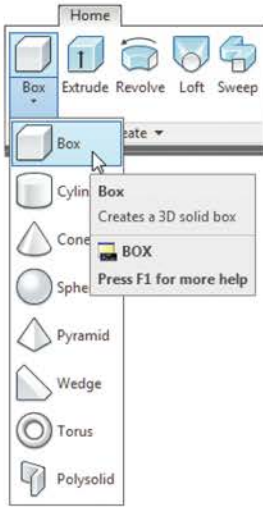 Home
Box Extrude Revolve Loft Sweep
Box
eate
Cylin
Box
Creates a 3D solid box
Cone
BOX
Sphe
Press F1 for more help
Pyramid
Wedge
Torus
Polysolid